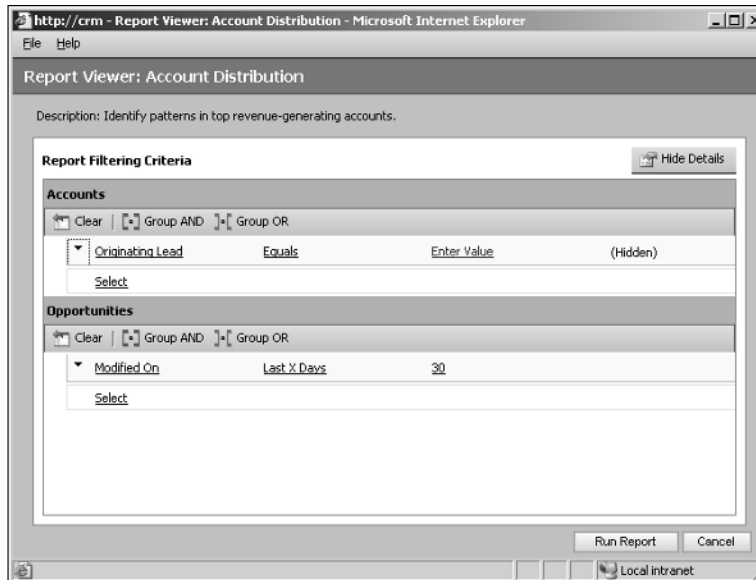 http://crm - Report Viewer: Account Distribution - Microsoft Internet Explorer
File Help
Report Viewer: Account Distribution
Description: Identify patterns in top revenue-generating accounts.
Report Filtering Criteria Hide Details
Accounts
Clear | [▪] Group AND ]▪[ Group OR
Originating Lead Equals Enter Value (Hidden)
Select
Opportunities
Clear | [▪] Group AND ]▪[ Group OR
Modified On Last X Days 30
Select
Run Report Cancel
Local intranet